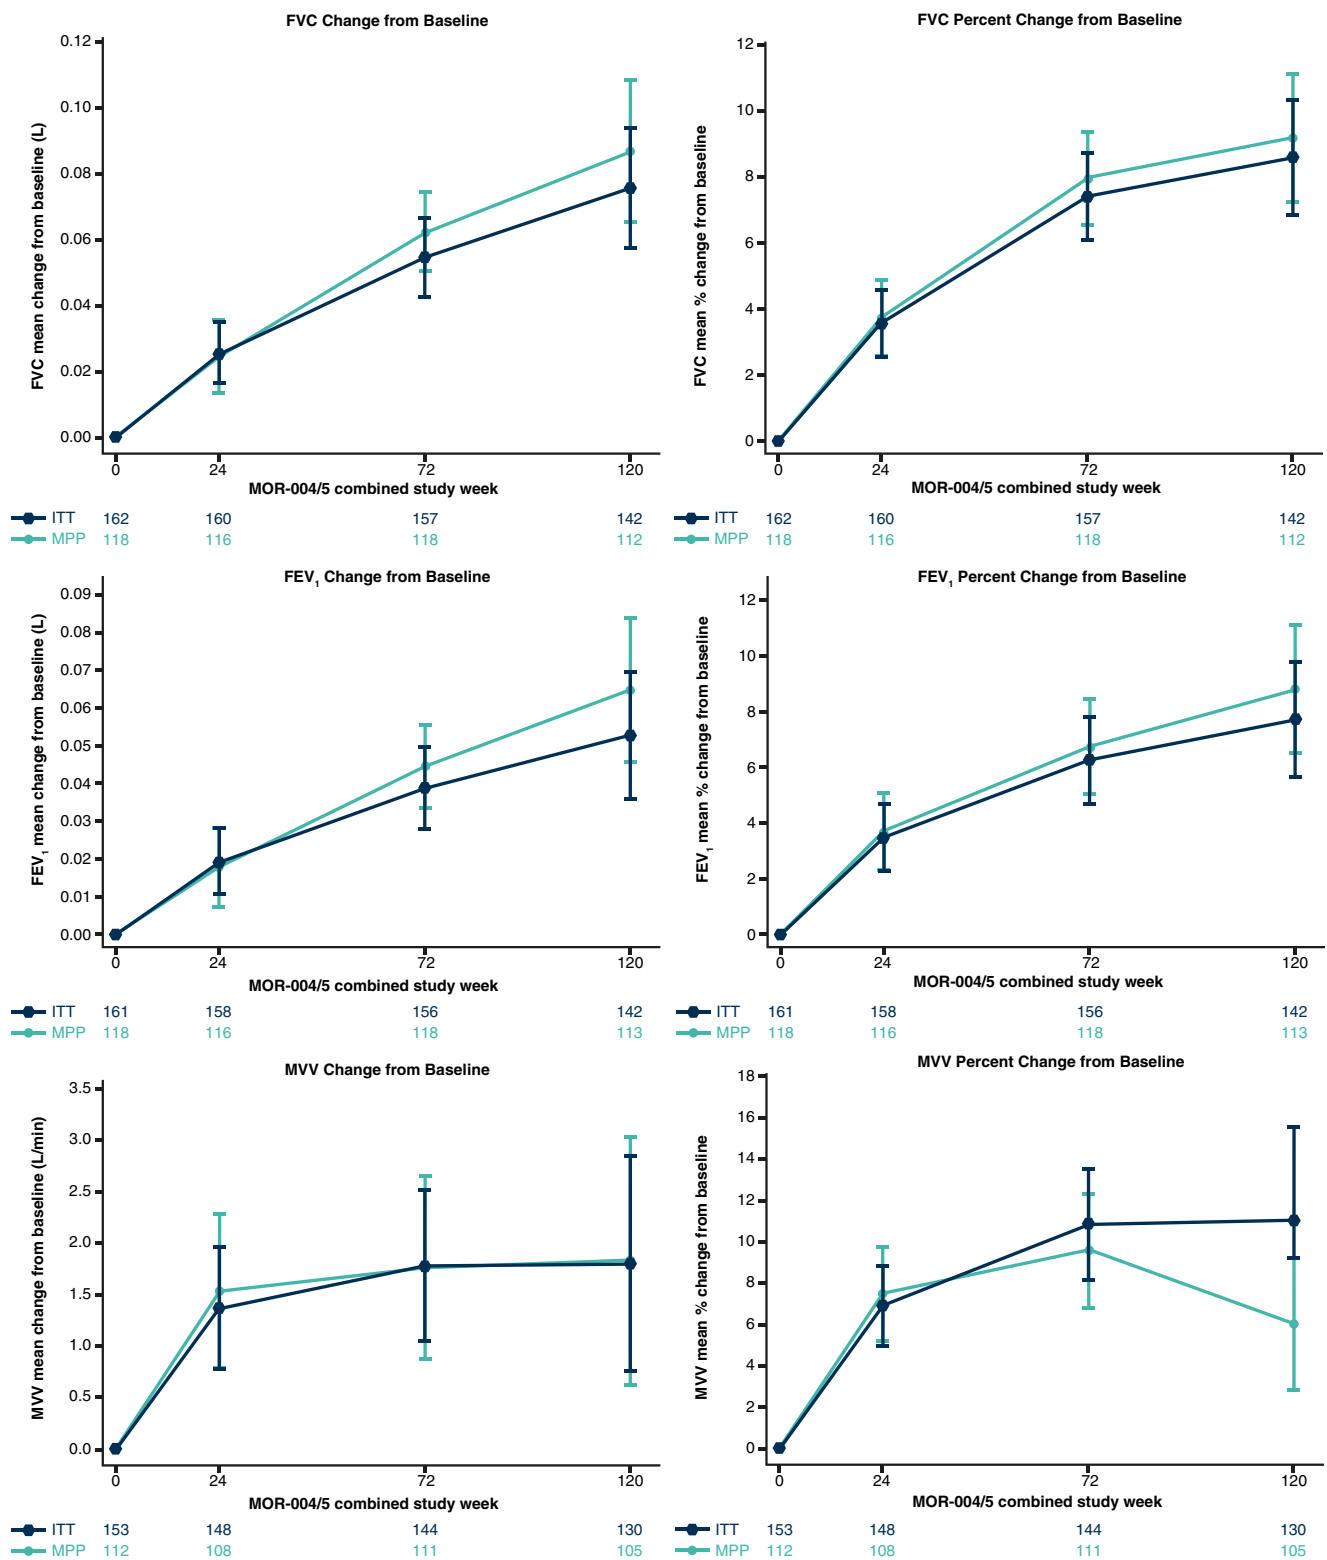 FVC Change from Baseline
FVC mean change from baseline (L)
0.12
0.10
0.08
0.06
0.04
0.02
0.00
0 24 72 120
MOR-004/5 combined study week
ITT 162 160 157 142
MPP 118 116 118 112
FVC Percent Change from Baseline
FVC mean % change from baseline
12
10
8
6
4
2
0
0 24 72 120
MOR-004/5 combined study week
ITT 162 160 157 142
MPP 118 116 118 112
FEV₁ Change from Baseline
FEV₁ mean change from baseline (L)
0.09
0.08
0.07
0.06
0.05
0.04
0.03
0.02
0.01
0.00
0 24 72 120
MOR-004/5 combined study week
ITT 161 158 156 142
MPP 118 116 118 113
FEV₁ Percent Change from Baseline
FEV₁ mean % change from baseline
12
10
8
6
4
2
0
0 24 72 120
MOR-004/5 combined study week
ITT 161 158 156 142
MPP 118 116 118 113
MVV Change from Baseline
MVV mean change from baseline (L/min)
3.5
3.0
2.5
2.0
1.5
1.0
0.5
0.0
0 24 72 120
MOR-004/5 combined study week
ITT 153 148 144 130
MPP 112 108 111 105
MVV Percent Change from Baseline
MVV mean % change from baseline
18
16
14
12
10
8
6
4
2
0
0 24 72 120
MOR-004/5 combined study week
ITT 153 148 144 130
MPP 112 108 111 105